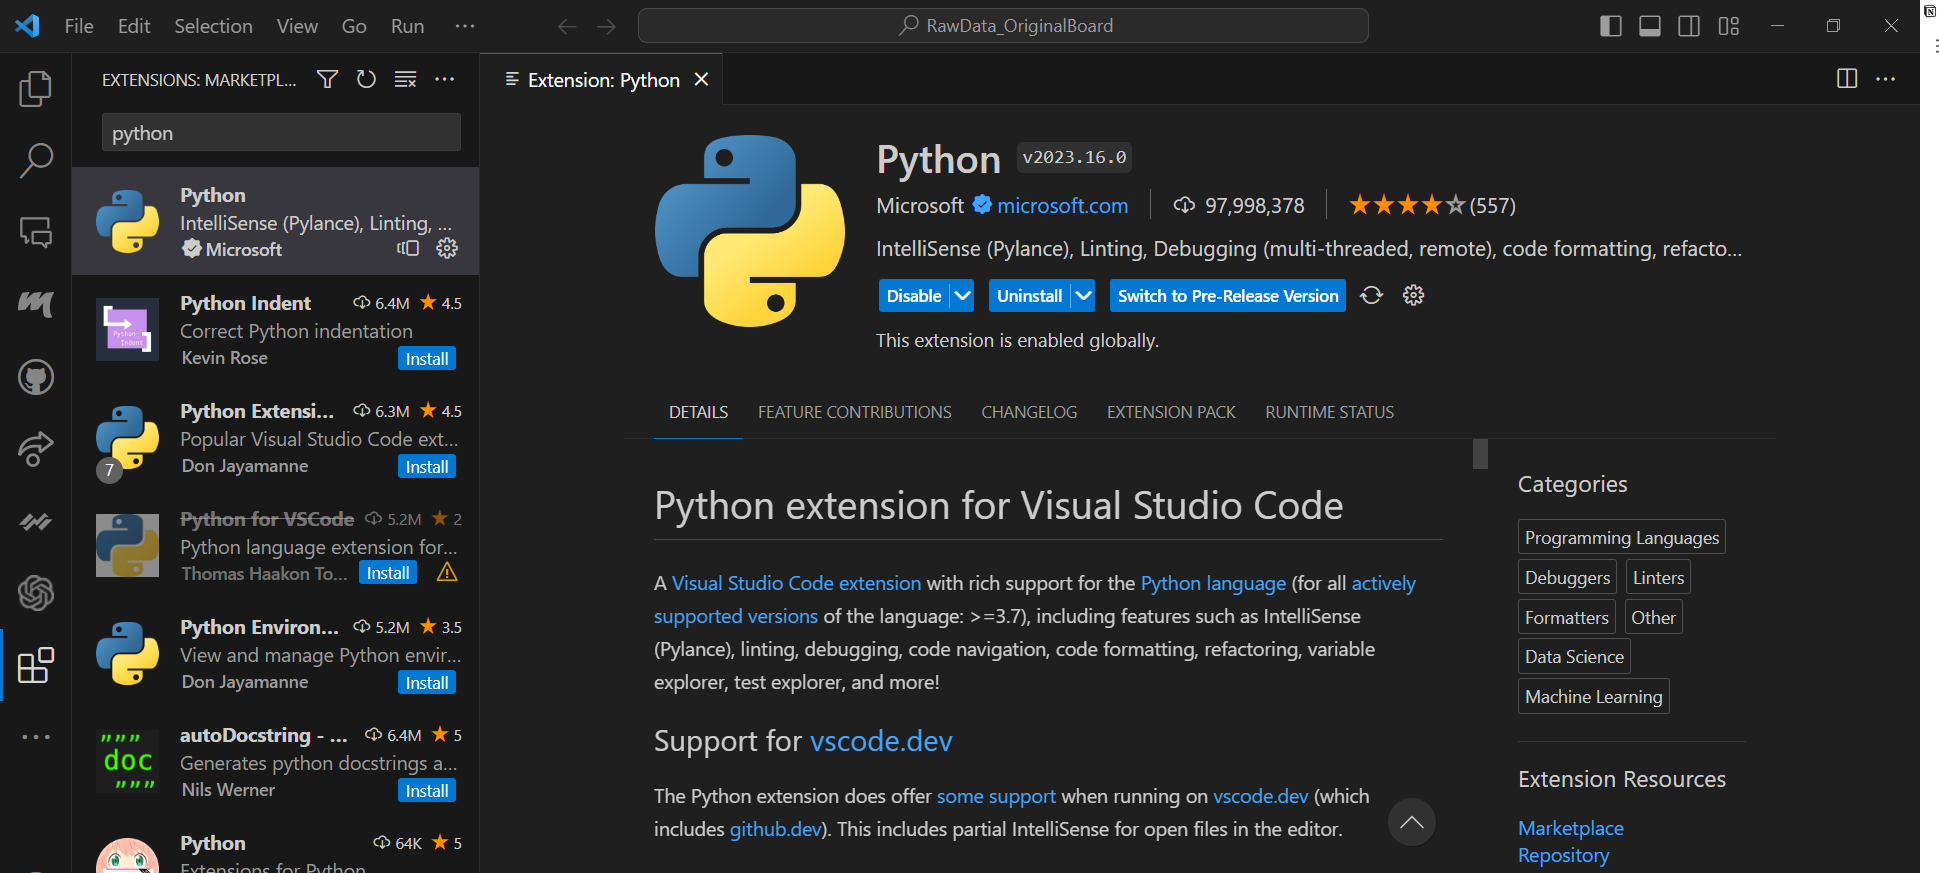 File Edit Selection View Go Run ···
RawData_OriginalBoard
EXTENSIONS: MARKETPL...
python
Python
IntelliSense (Pylance), Linting, ...
Microsoft
Python Indent 6.4M ★ 4.5
Correct Python indentation
Kevin Rose Install
Python Indent
Python Extensi... 6.3M ★ 4.5
Popular Visual Studio Code ext...
Don Jayamanne Install
7
Python for VSCode 5.2M ★ 2
Python language extension for...
Thomas Haakon To... Install
Python Environ... 5.2M ★ 3.5
View and manage Python envir...
Don Jayamanne Install
autoDocstring - ... 6.4M ★ 5
Generates python docstrings a...
Nils Werner Install
""" doc """
Python 64K ★ 5
Extensions for Python
Extension: Python
Python v2023.16.0
Microsoft microsoft.com 97,998,378 ★★★★☆(557)
IntelliSense (Pylance), Linting, Debugging (multi-threaded, remote), code formatting, refacto...
Disable Uninstall Switch to Pre-Release Version
This extension is enabled globally.
DETAILS FEATURE CONTRIBUTIONS CHANGELOG EXTENSION PACK RUNTIME STATUS
Python extension for Visual Studio Code
A Visual Studio Code extension with rich support for the Python language (for all actively
supported versions of the language: >=3.7), including features such as IntelliSense
(Pylance), linting, debugging, code navigation, code formatting, refactoring, variable
explorer, test explorer, and more!
Support for vscode.dev
The Python extension does offer some support when running on vscode.dev (which
includes github.dev). This includes partial IntelliSense for open files in the editor.
Categories
Programming Languages
Debuggers Linters
Formatters Other
Data Science
Machine Learning
Extension Resources
Marketplace
Repository